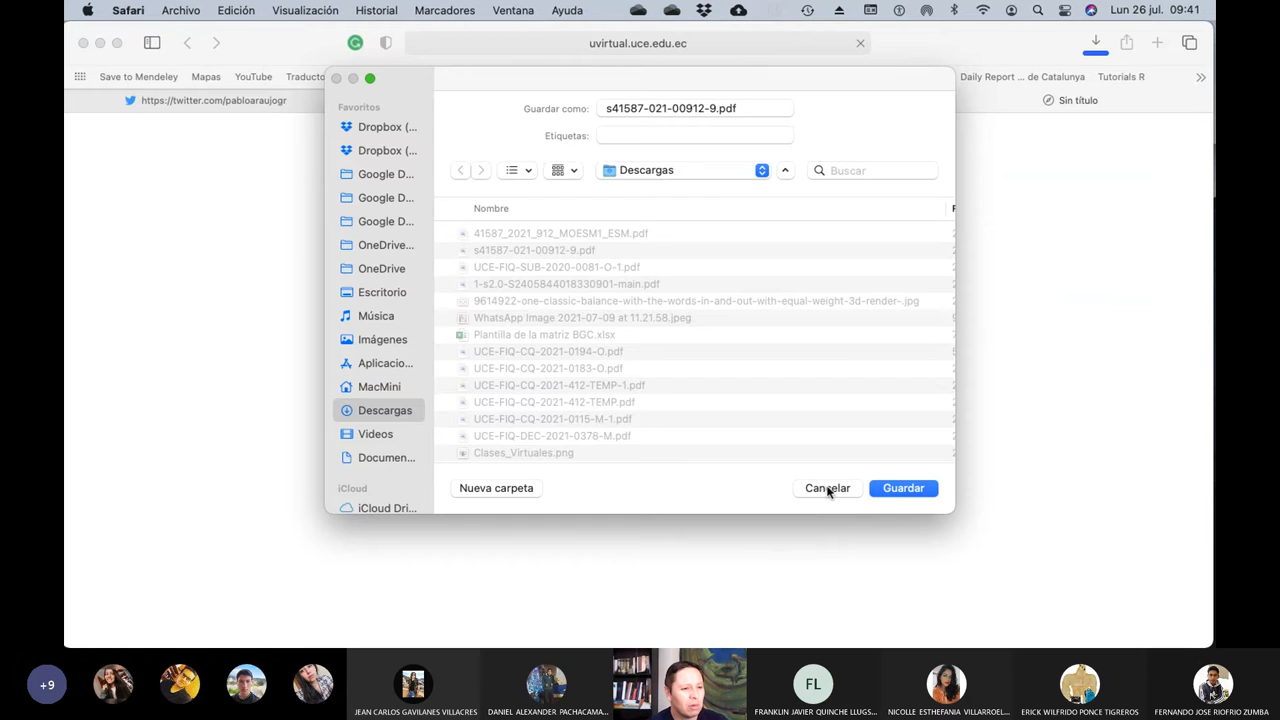 Safari Archivo Edición Visualización Historial Marcadores Ventana Ayuda Lun 26 jul. 09:41
uvirtual.uce.edu.ec
Save to Mendeley Mapas YouTube Traducto Daily Report ... de Catalunya Tutorials R
https://twitter.com/pabloaraujogr Sin título
Favoritos
Dropbox (...
Dropbox (...
Google D...
Google D...
Google D...
OneDrive...
OneDrive
Escritorio
Música
Imágenes
Aplicacio...
MacMini
Descargas
Videos
Documen...
iCloud
iCloud Dri...
Guardar como: s41587-021-00912-9.pdf
Etiquetas:
Descargas
Buscar
Nombre
41587_2021_912_MOESM1_ESM.pdf
s41587-021-00912-9.pdf
UCE-FIQ-SUB-2020-0081-O-1.pdf
1-s2.0-S2405844018330901-main.pdf
9614922-one-classic-balance-with-the-words-in-and-out-with-equal-weight-3d-render-.jpg
WhatsApp Image 2021-07-09 at 11.21.58.jpeg
Plantilla de la matriz BGC.xlsx
UCE-FIQ-CQ-2021-0194-O.pdf
UCE-FIQ-CQ-2021-0183-O.pdf
UCE-FIQ-CQ-2021-412-TEMP-1.pdf
UCE-FIQ-CQ-2021-412-TEMP.pdf
UCE-FIQ-CQ-2021-0115-M-1.pdf
UCE-FIQ-DEC-2021-0378-M.pdf
Clases_Virtuales.png
Nueva carpeta Cancelar Guardar
+9
FL
JEAN CARLOS GAVILANES VILLACRES
DANIEL ALEXANDER PACHACAMA...
FRANKLIN JAVIER QUINCHE LLUGS...
NICOLLE ESTHEFANIA VILLARROEL...
ERICK WILFRIDO PONCE TIGREROS
FERNANDO JOSE RIOFRIO ZUMBA